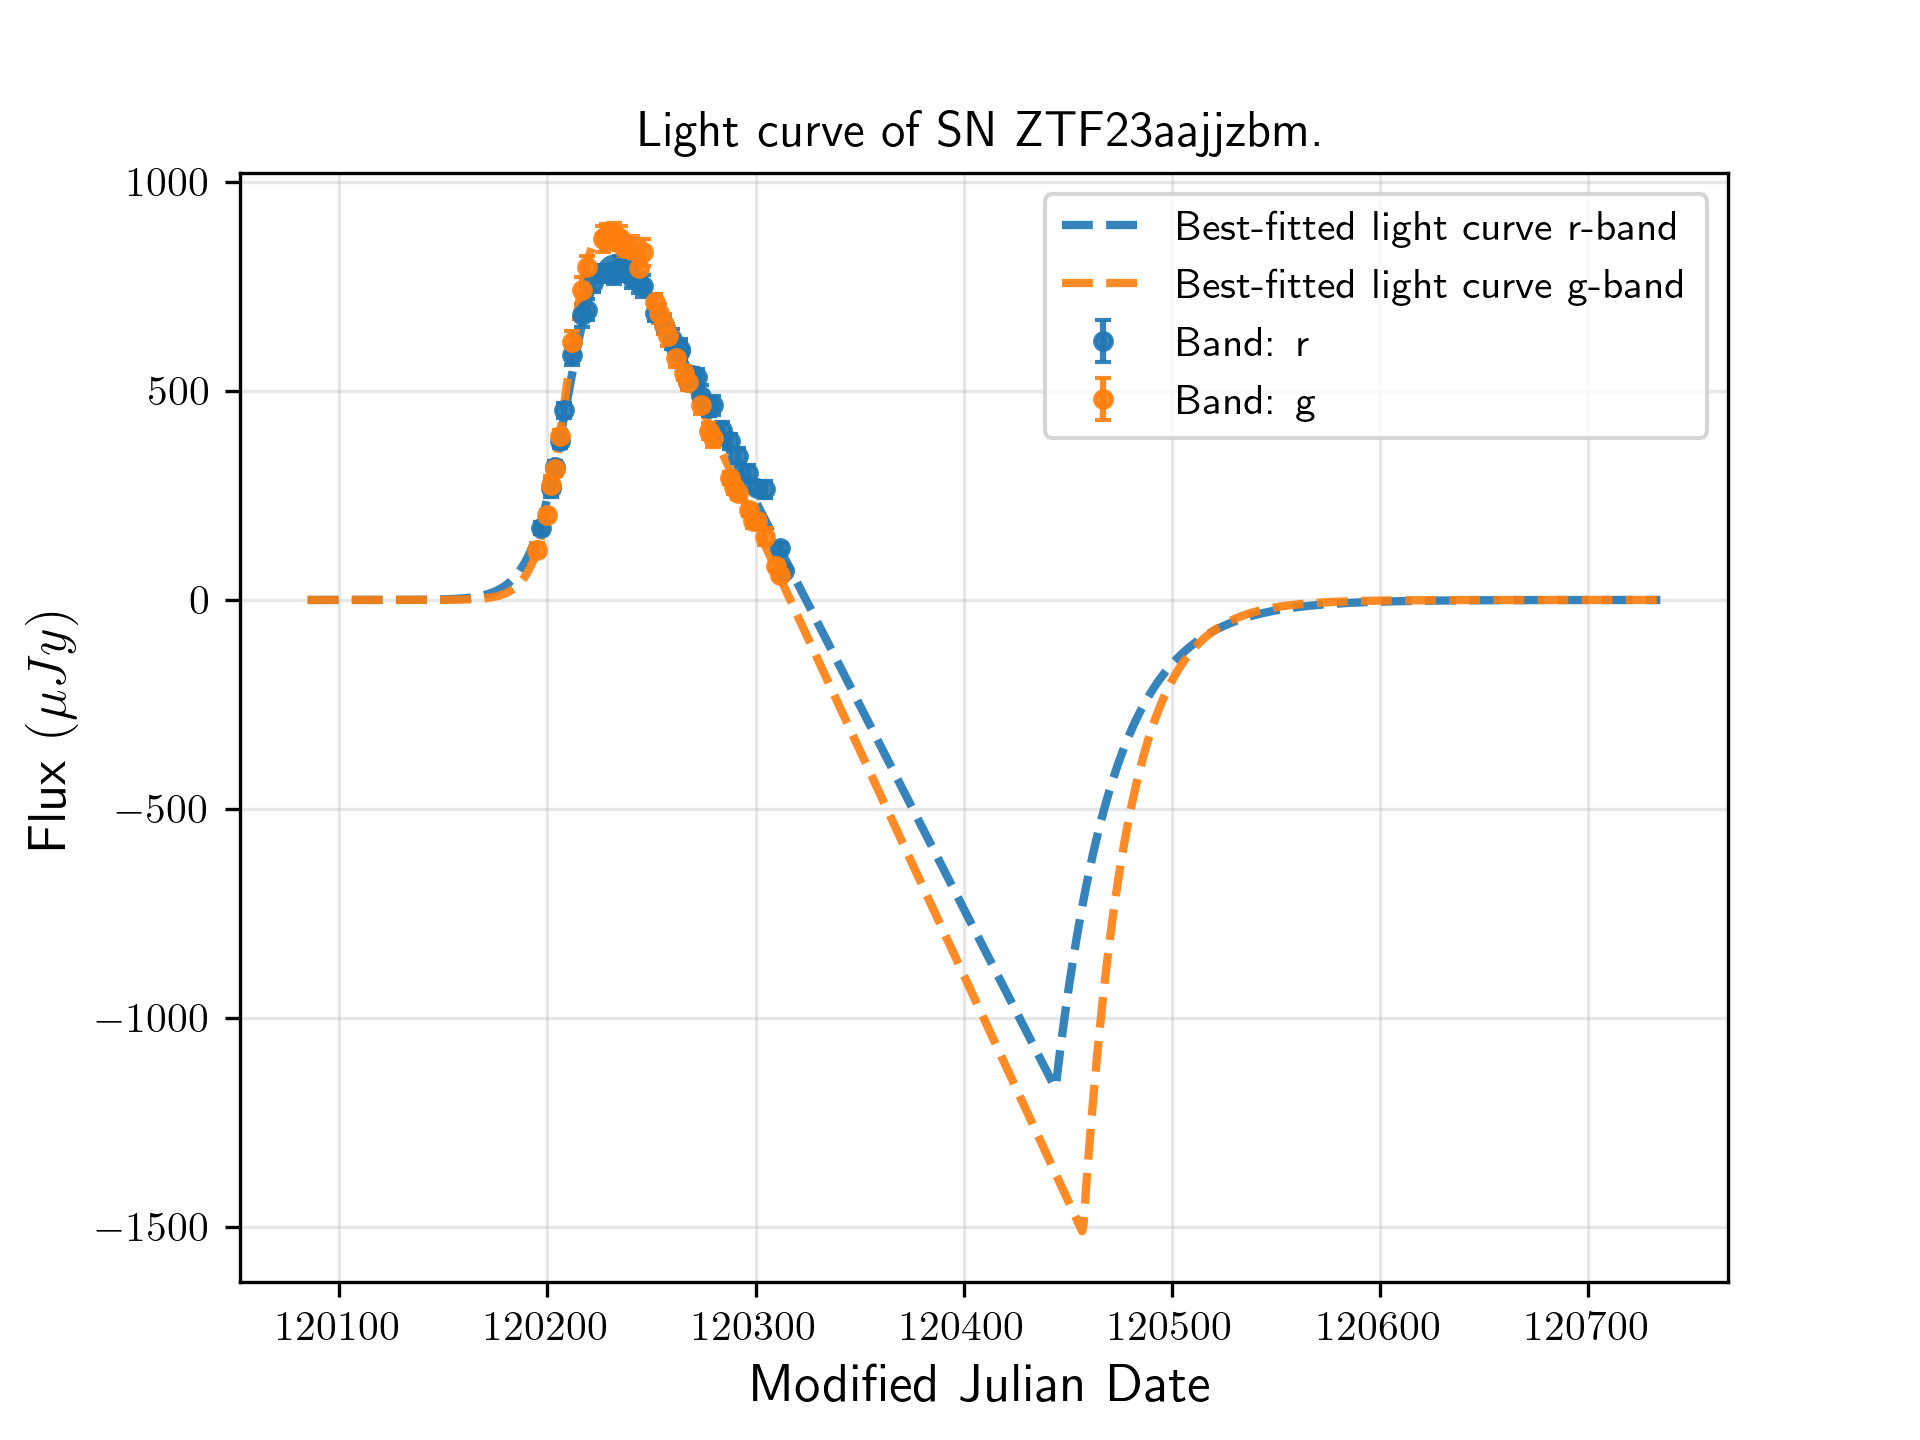 Light curve of SN ZTF23aajjzbm.
1000
500
0
−500
−1000
−1500
Flux (μJy)
Best-fitted light curve r-band
Best-fitted light curve g-band
Band: r
Band: g
120100 120200 120300 120400 120500 120600 120700
Modified Julian Date